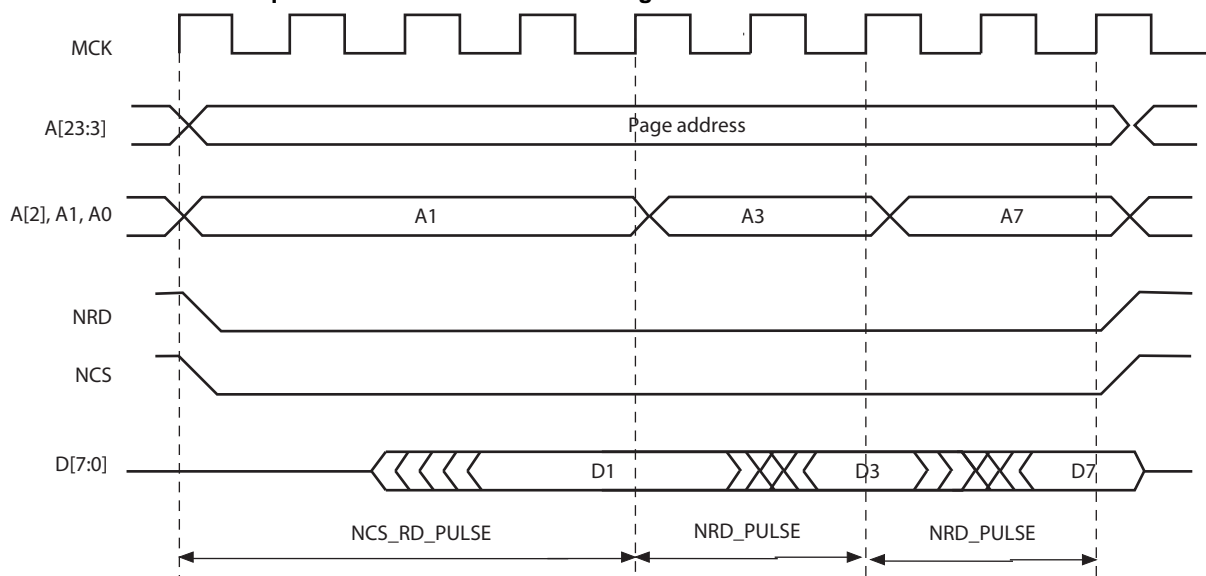 MCK
A[23:3]
Page address
A[2], A1, A0
A1
A3
A7
NRD
NCS
D[7:0]
D1
D3
D7
NCS_RD_PULSE
NRD_PULSE
NRD_PULSE